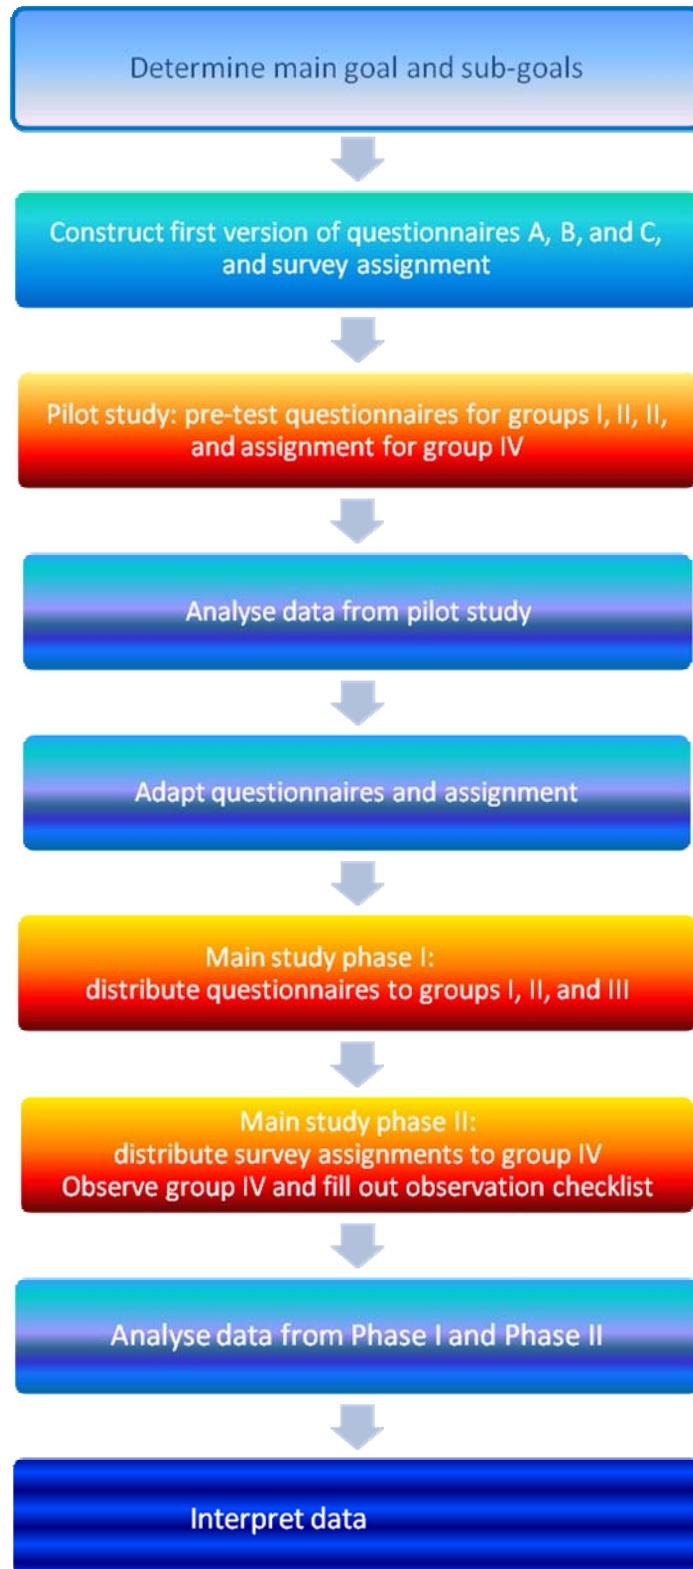 Determine main goal and sub-goals
Construct first version of questionnaires A, B, and C,
and survey assignment
Pilot study: pre-test questionnaires for groups I, II, II,
and assignment for group IV
Analyse data from pilot study
Adapt questionnaires and assignment
Main study phase I:
distribute questionnaires to groups I, II, and III
Main study phase II:
distribute survey assignments to group IV
Observe group IV and fill out observation checklist
Analyse data from Phase I and Phase II
Interpret data